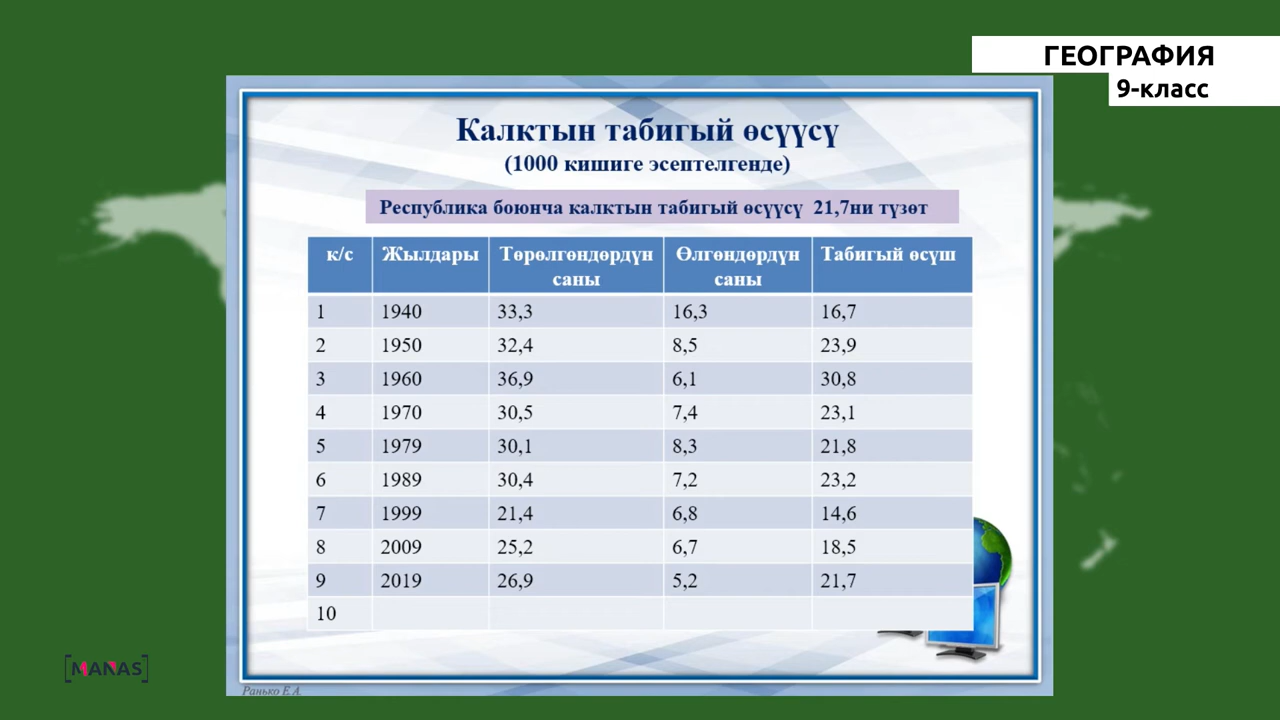 ГЕОГРАФИЯ
9-класс
Калктын табигый өсүүсү
(1000 кишиге эсептелгенде)
Республика боюнча калктын табигый өсүүсү 21,7ни түзөт
к/с Жылдары Төрөлгөндөрдүн саны Өлгөндөрдүн саны Табигый өсүш
1 1940 33,3 16,3 16,7
2 1950 32,4 8,5 23,9
3 1960 36,9 6,1 30,8
4 1970 30,5 7,4 23,1
5 1979 30,1 8,3 21,8
6 1989 30,4 7,2 23,2
7 1999 21,4 6,8 14,6
8 2009 25,2 6,7 18,5
9 2019 26,9 5,2 21,7
10
[MANAS]
Ранько Е.А.